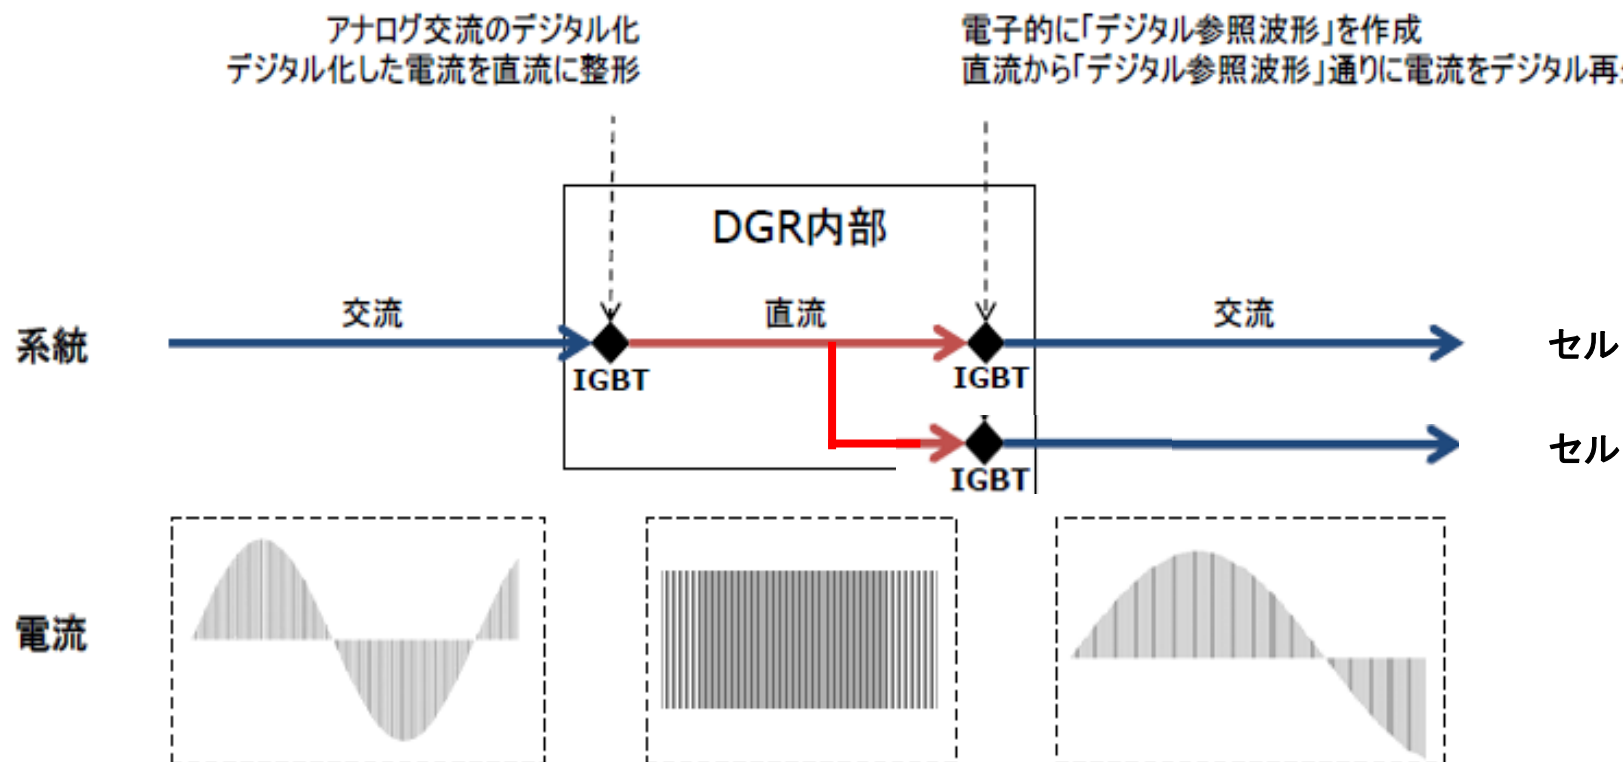 アナログ交流のデジタル化
デジタル化した電流を直流に整形
電子的に「デジタル参照波形」を作成
直流から「デジタル参照波形」通りに電流をデジタル再
DGR内部
系統
交流
直流
交流
セル
IGBT
IGBT
セル
IGBT
電流